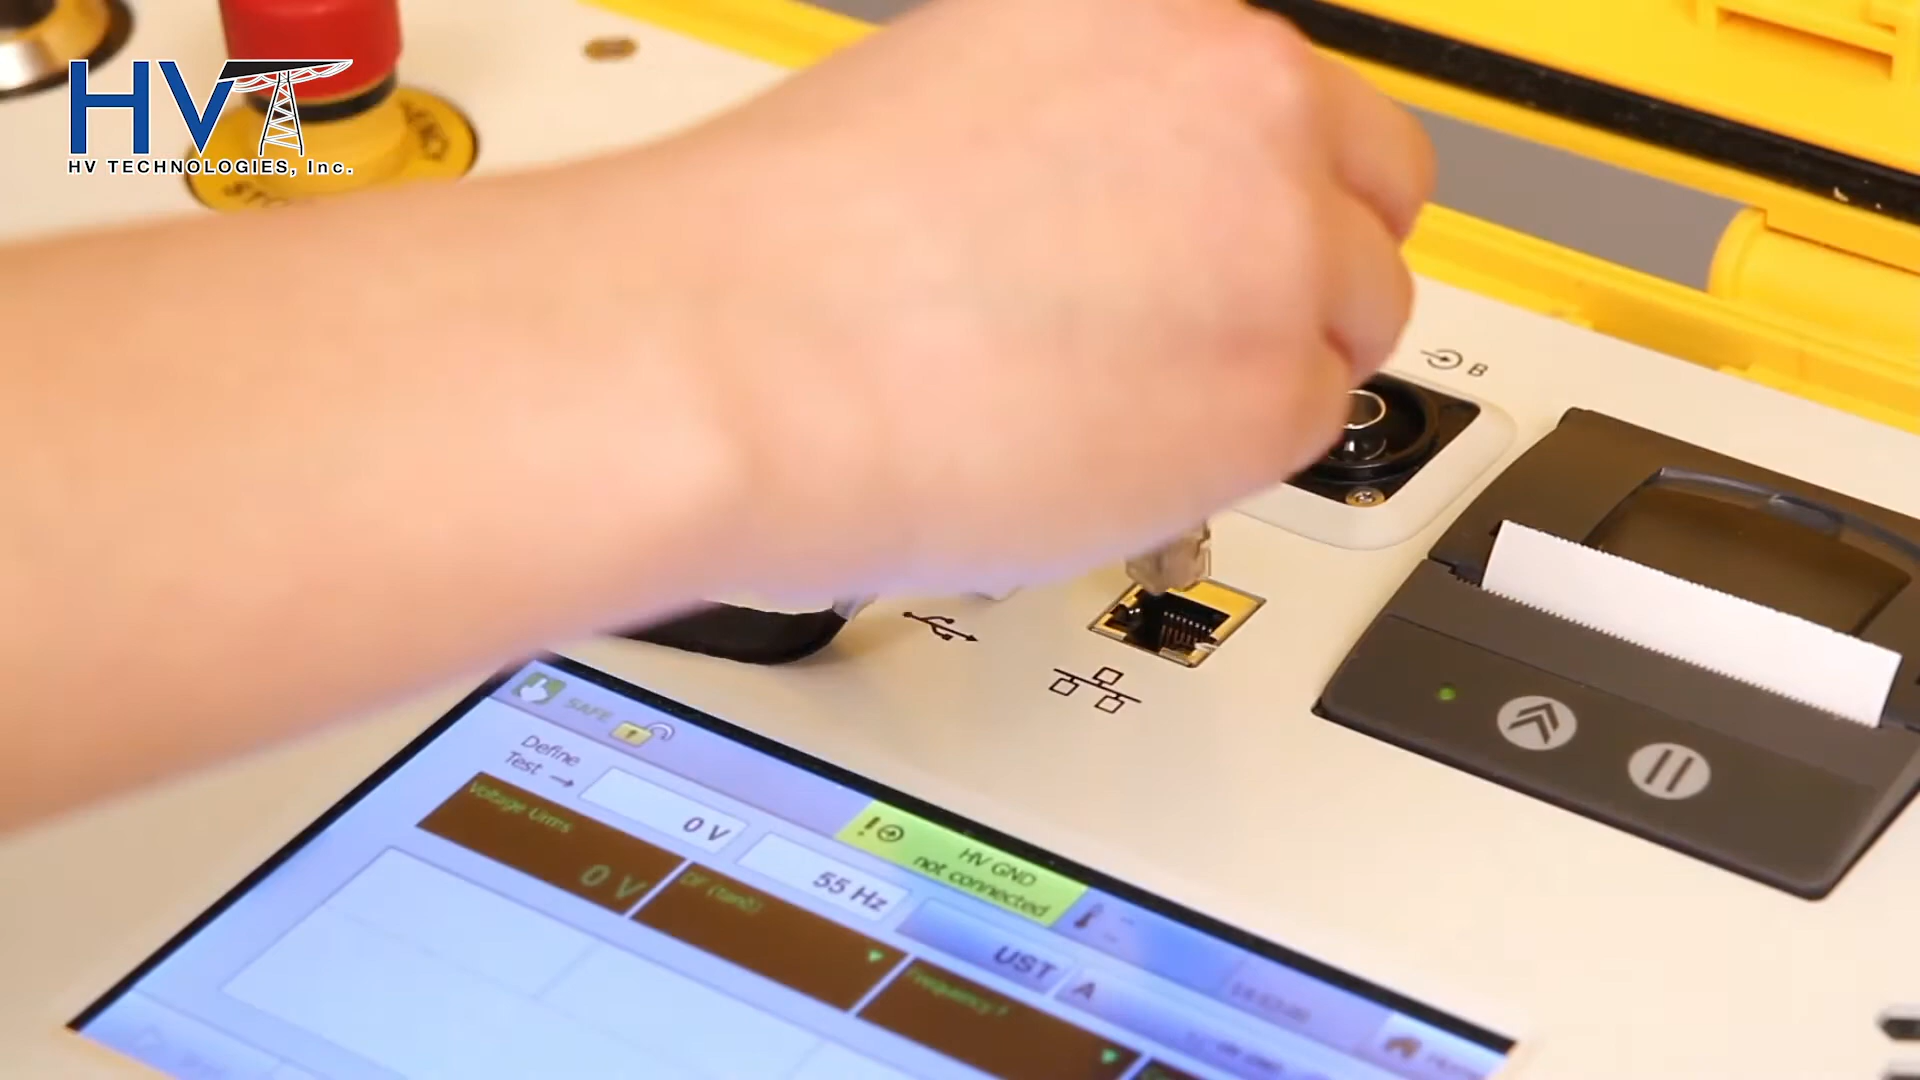 HVT
HV TECHNOLOGIES, Inc.
B
SAFE
Define
Test →
0 V
Voltage Urms
0 V
55 Hz
! HV GND
not connected
DF (tanδ)
UST
A
Frequency F